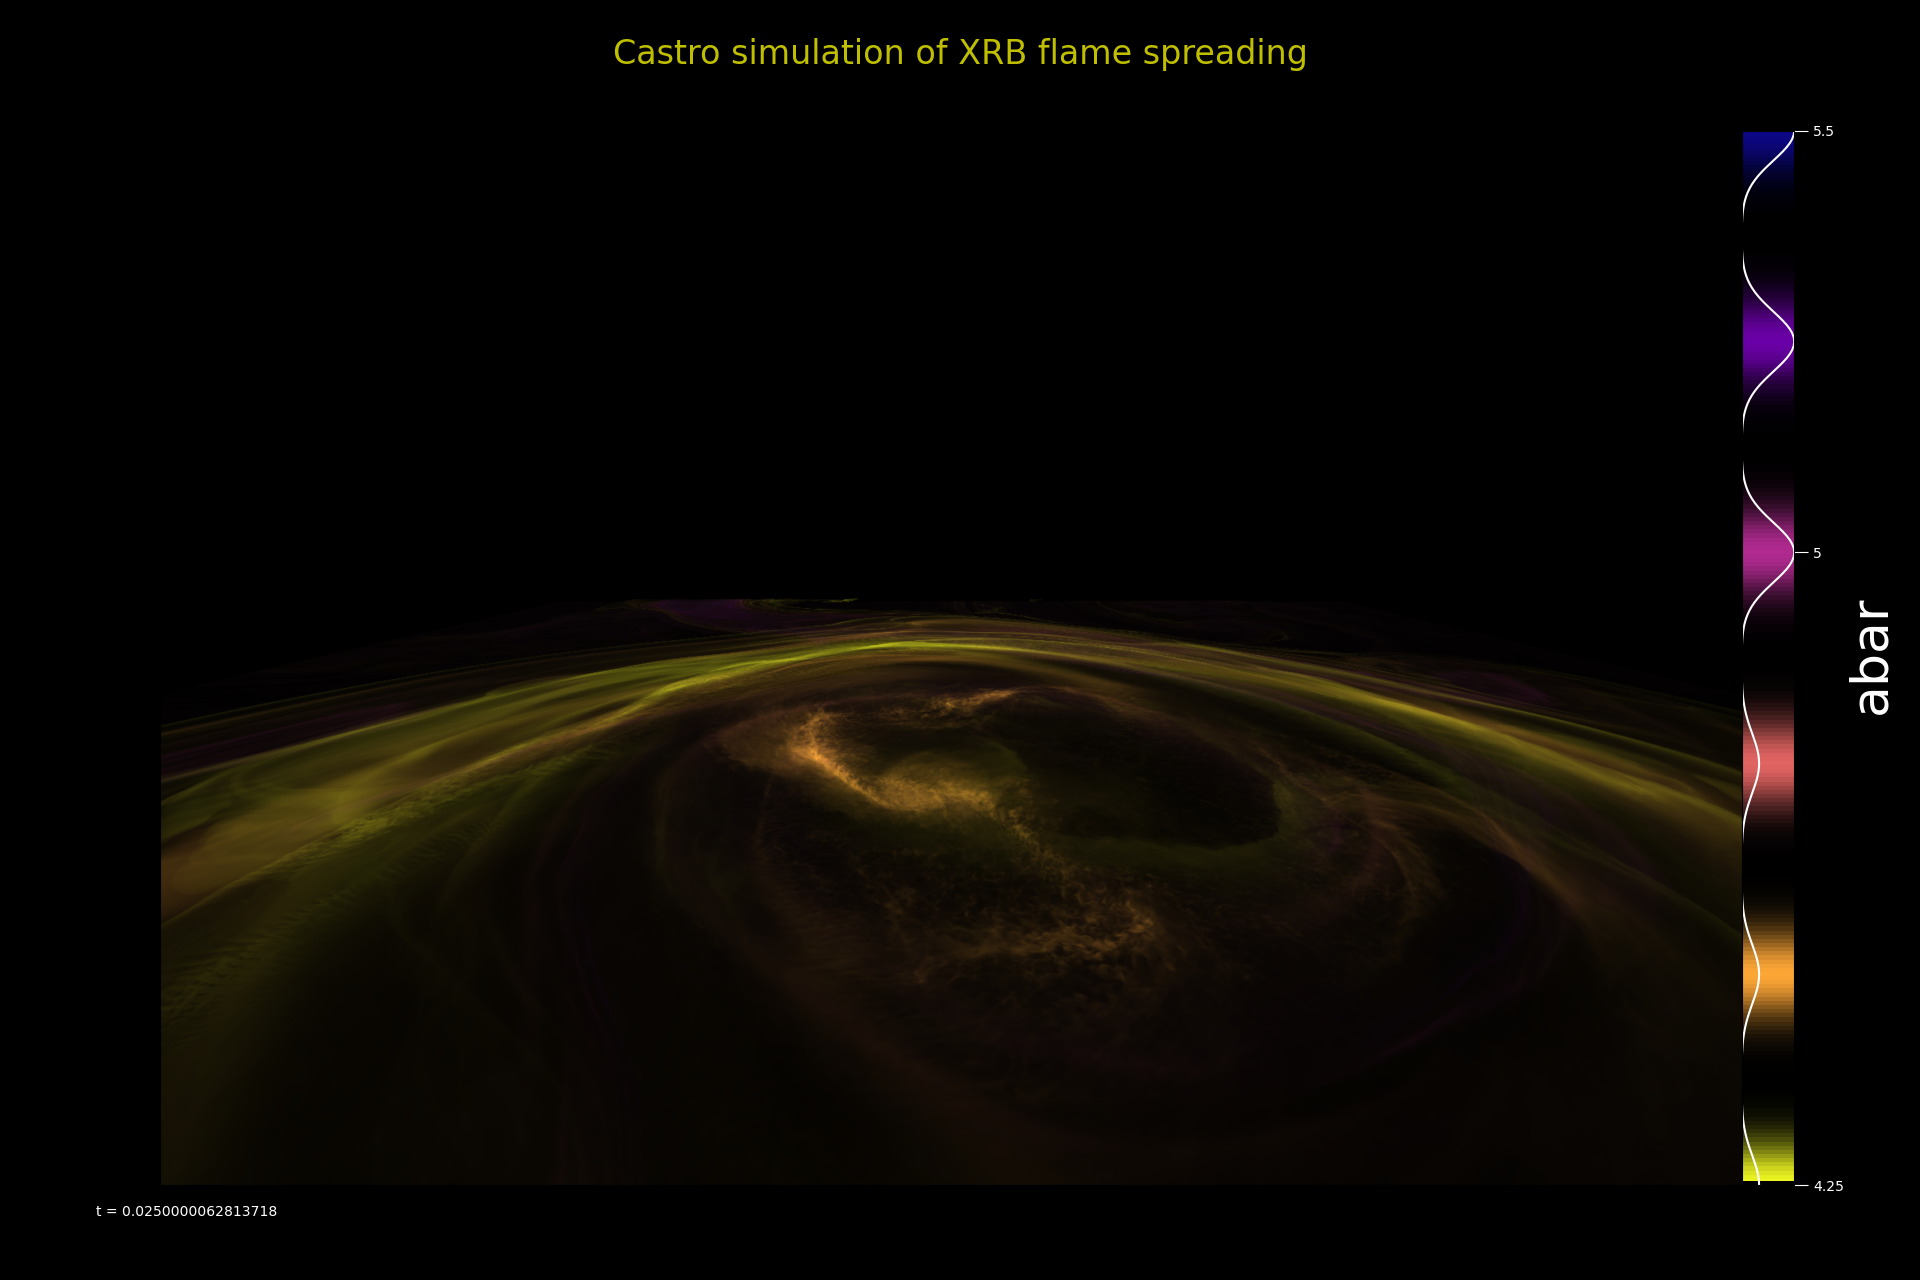 Castro simulation of XRB flame spreading
5.5
5
abar
4.25
t = 0.0250000062813718